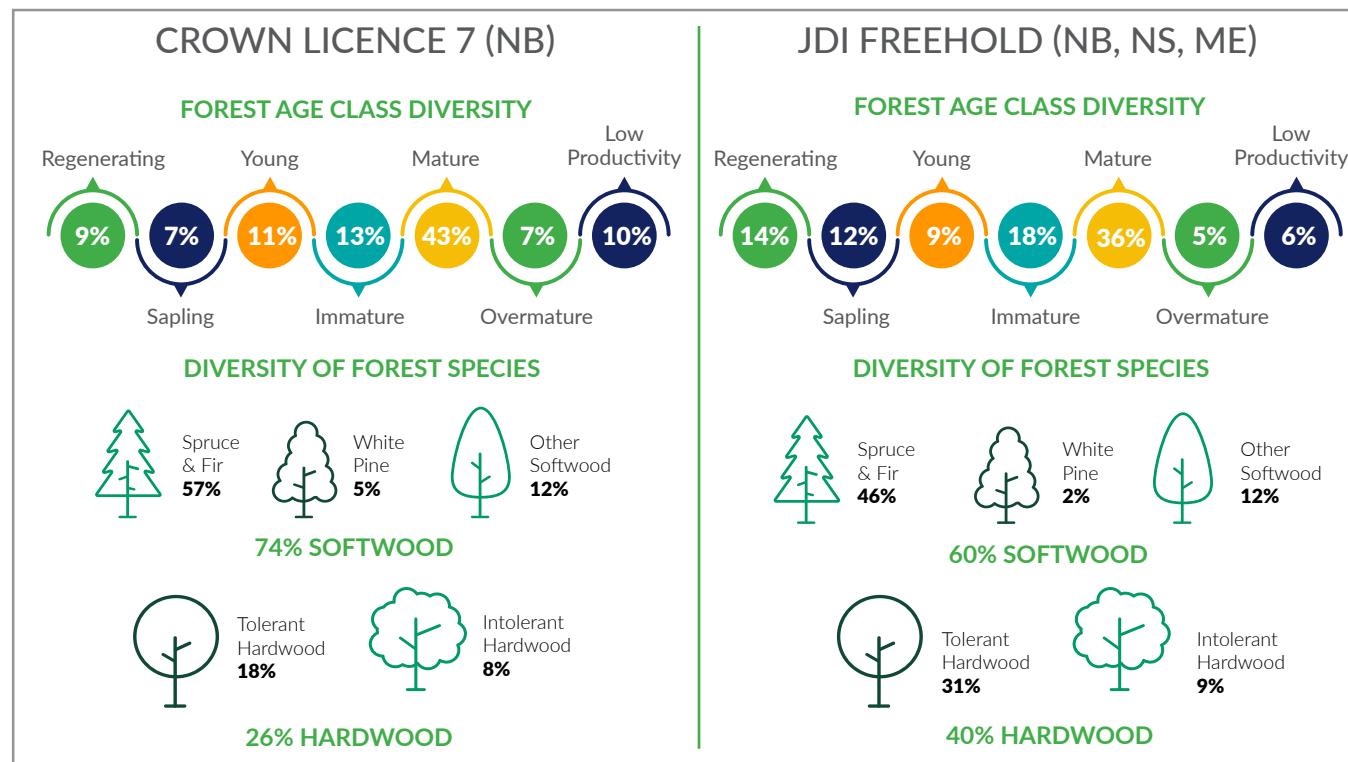 CROWN LICENCE 7 (NB)
FOREST AGE CLASS DIVERSITY
Regenerating
Young
Mature
Low
Productivity
9%
7%
11%
13%
43%
7%
10%
Sapling
Immature
Overmature
DIVERSITY OF FOREST SPECIES
Spruce
& Fir
57%
White
Pine
5%
Other
Softwood
12%
74% SOFTWOOD
Tolerant
Hardwood
18%
Intolerant
Hardwood
8%
26% HARDWOOD
JDI FREEHOLD (NB, NS, ME)
FOREST AGE CLASS DIVERSITY
Regenerating
Young
Mature
Low
Productivity
14%
12%
9%
18%
36%
5%
6%
Sapling
Immature
Overmature
DIVERSITY OF FOREST SPECIES
Spruce
& Fir
46%
White
Pine
2%
Other
Softwood
12%
60% SOFTWOOD
Tolerant
Hardwood
31%
Intolerant
Hardwood
9%
40% HARDWOOD